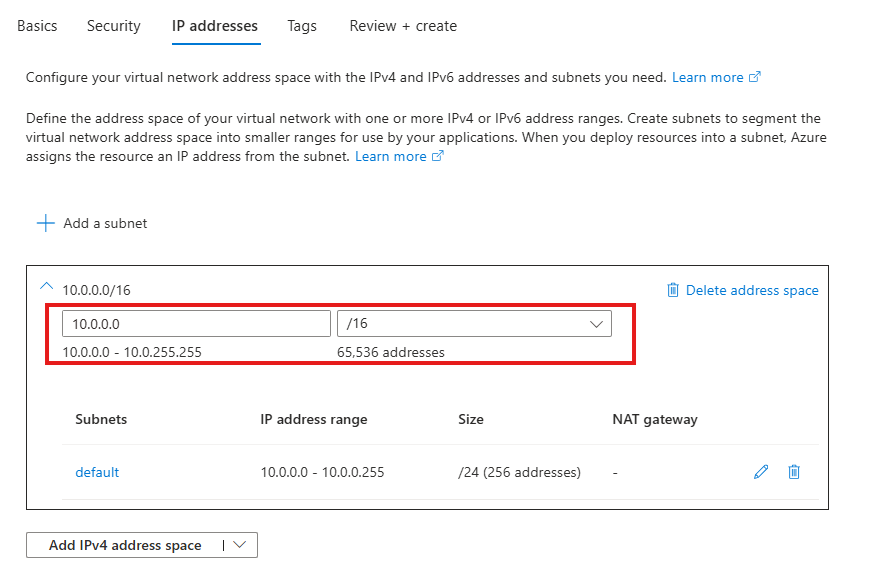 Basics Security IP addresses Tags Review + create
Configure your virtual network address space with the IPv4 and IPv6 addresses and subnets you need. Learn more
Define the address space of your virtual network with one or more IPv4 or IPv6 address ranges. Create subnets to segment the
virtual network address space into smaller ranges for use by your applications. When you deploy resources into a subnet, Azure
assigns the resource an IP address from the subnet. Learn more
Add a subnet
10.0.0.0/16 Delete address space
10.0.0.0 /16
10.0.0.0 - 10.0.255.255 65,536 addresses
Subnets IP address range Size NAT gateway
default 10.0.0.0 - 10.0.0.255 /24 (256 addresses) -
Add IPv4 address space